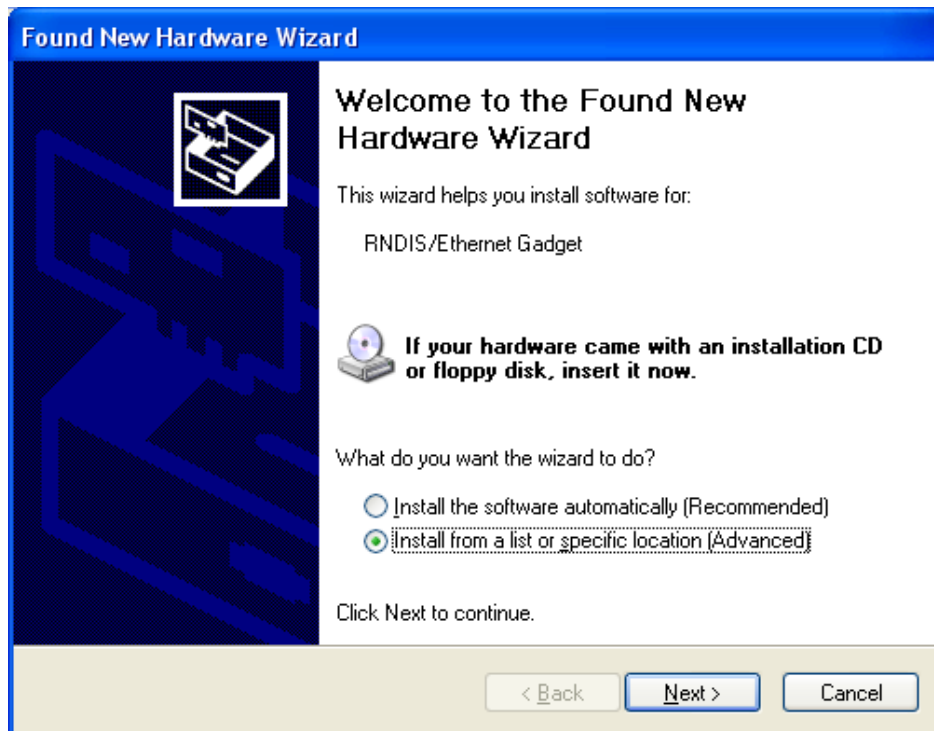 Found New Hardware Wizard
Welcome to the Found New
Hardware Wizard
This wizard helps you install software for:
RNDIS/Ethernet Gadget
If your hardware came with an installation CD
or floppy disk, insert it now.
What do you want the wizard to do?
Install the software automatically (Recommended)
Install from a list or specific location (Advanced)
Click Next to continue.
< Back Next > Cancel